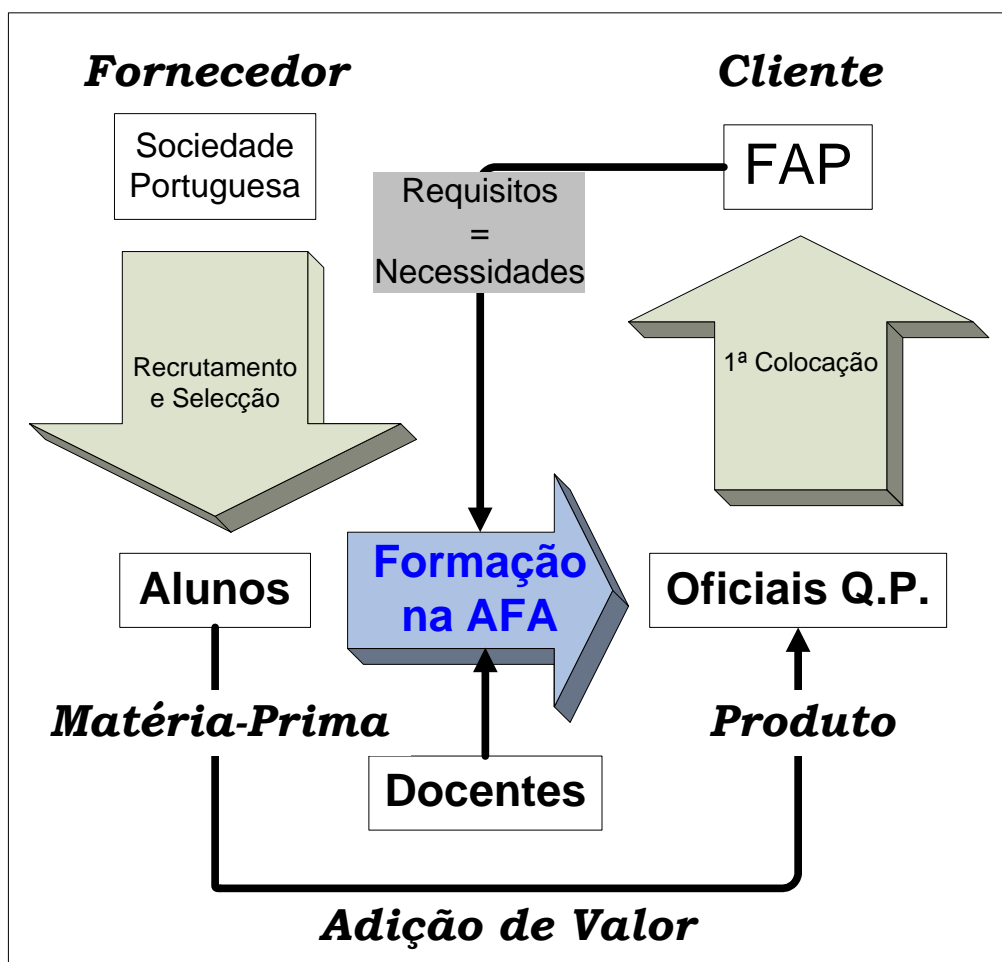 Fornecedor
Cliente
Sociedade
Portuguesa
FAP
Requisitos
=
Necessidades
Recrutamento
e Selecção
1ª Colocação
Alunos
Formação
na AFA
Oficiais Q.P.
Matéria-Prima
Produto
Docentes
Adição de Valor